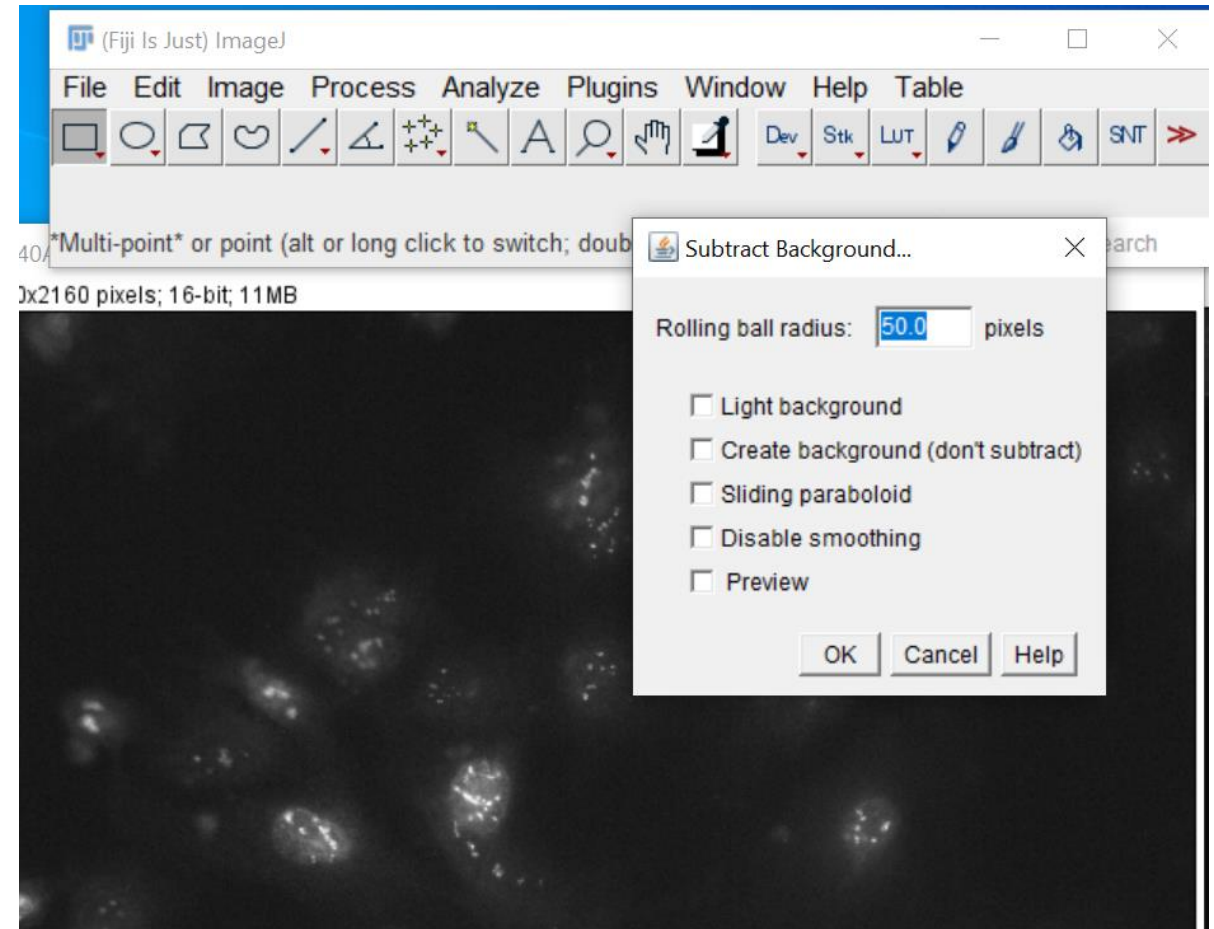 (Fiji Is Just) ImageJ
File Edit Image Process Analyze Plugins Window Help Table
Dev Stk LUT SNT
*Multi-point* or point (alt or long click to switch; doub
earch
40/
0x2160 pixels; 16-bit; 11MB
Subtract Background...
Rolling ball radius: 50.0 pixels
Light background
Create background (don't subtract)
Sliding paraboloid
Disable smoothing
Preview
OK Cancel Help